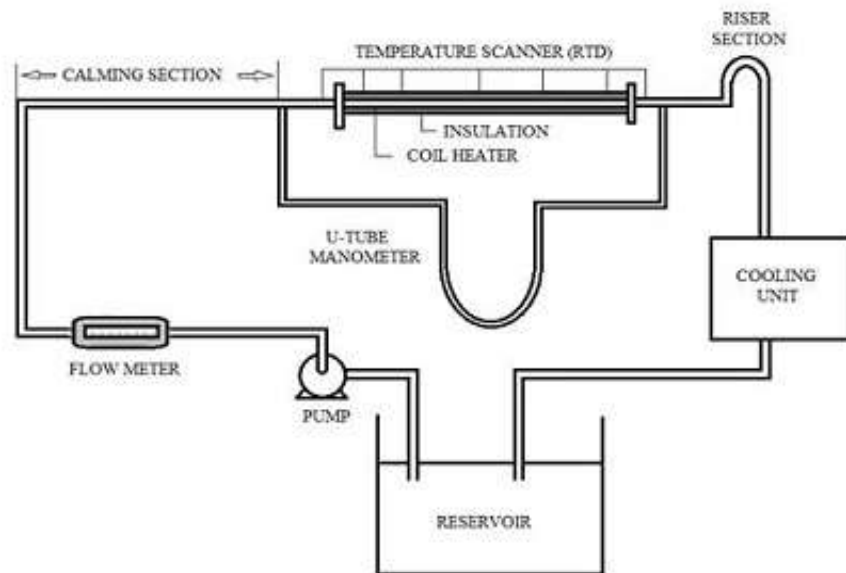 RISER
SECTION
TEMPERATURE SCANNER (RTD)
CALMING SECTION
INSULATION
COIL HEATER
U-TUBE
MANOMETER
COOLING
UNIT
FLOW METER
PUMP
RESERVOIR